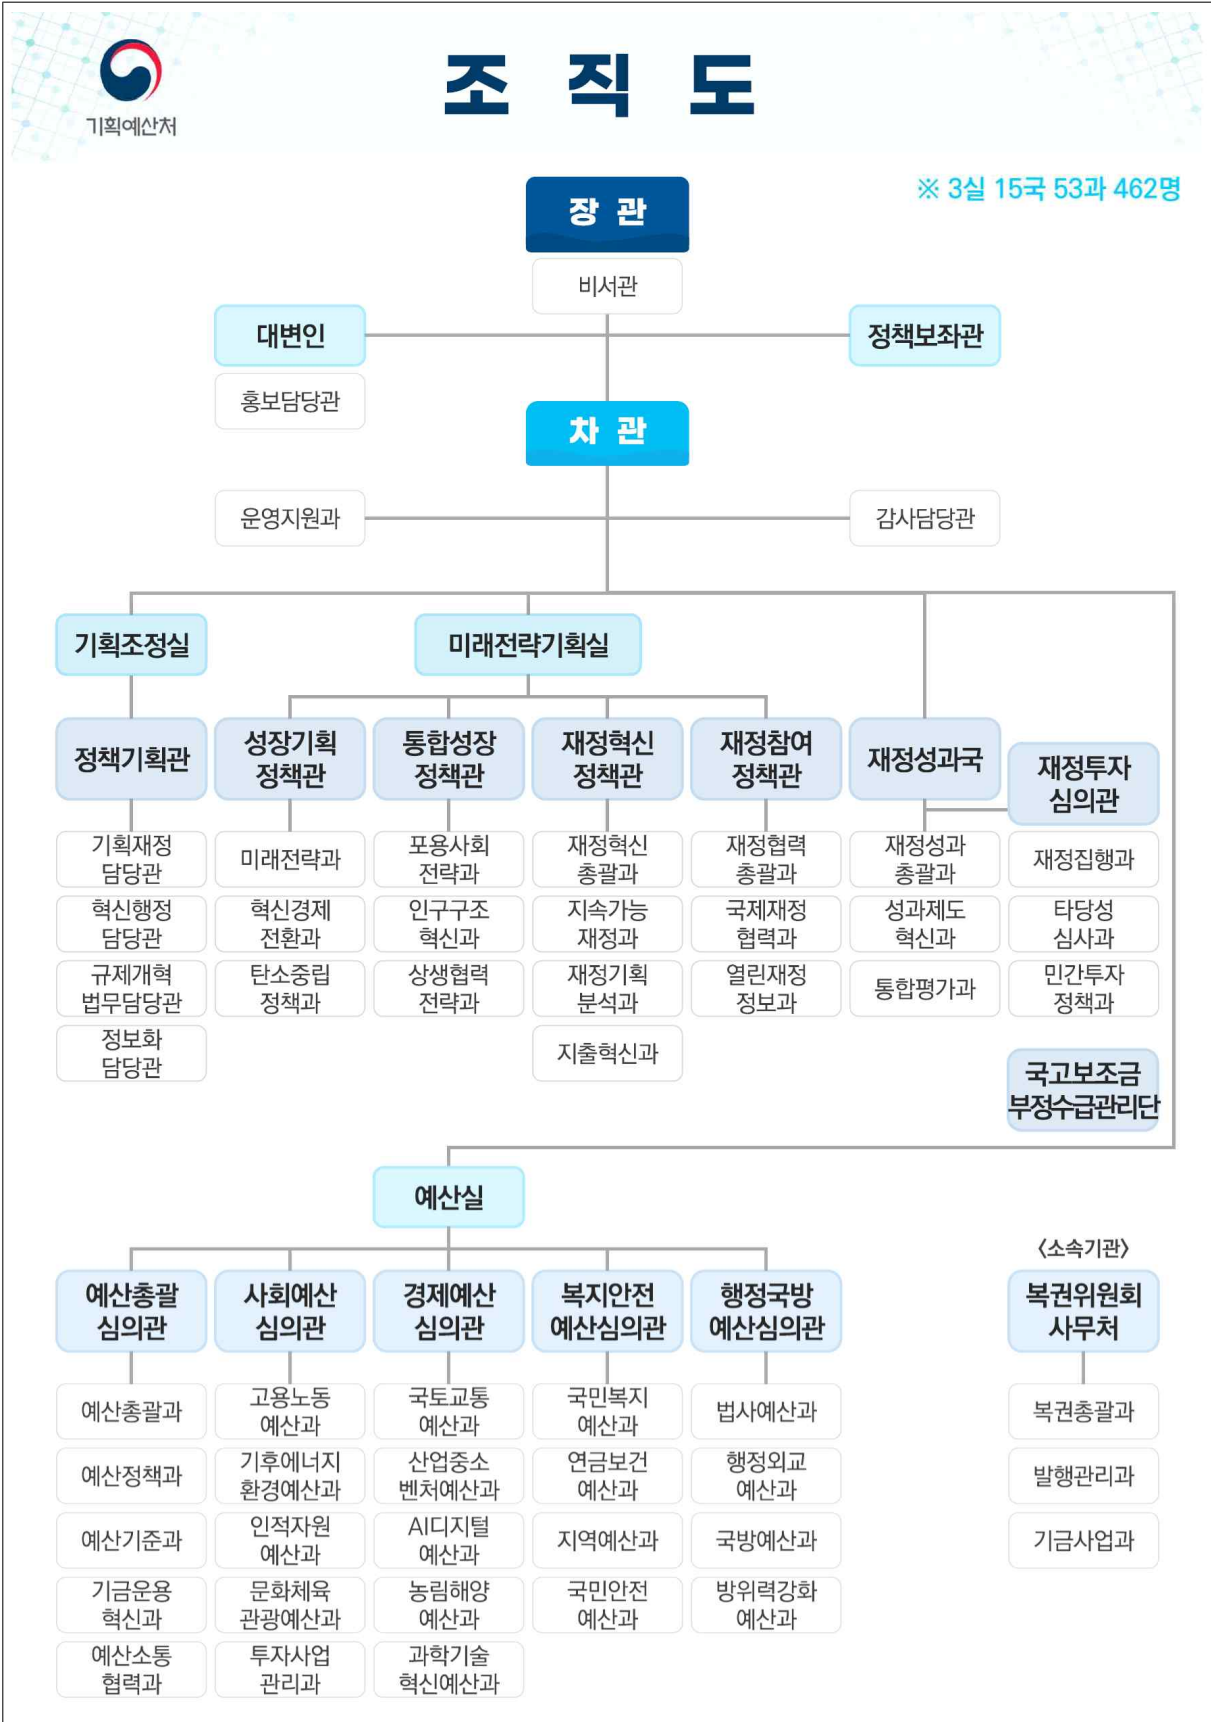 기획예산처
조 직 도
※ 3실 15국 53과 462명
장 관
비서관
대변인
정책보좌관
홍보담당관
차 관
운영지원과
감사담당관
기획조정실
미래전략기획실
정책기획관
성장기획
정책관
통합성장
정책관
재정혁신
정책관
재정참여
정책관
재정성과국
재정투자
심의관
기획재정
담당관
미래전략과
포용사회
전략과
재정혁신
총괄과
재정협력
총괄과
재정성과
총괄과
재정집행과
혁신행정
담당관
혁신경제
전환과
인구구조
혁신과
지속가능
재정과
국제재정
협력과
성과제도
혁신과
타당성
심사과
규제개혁
법무담당관
탄소중립
정책과
상생협력
전략과
재정기획
분석과
열린재정
정보과
통합평가과
민간투자
정책과
정보화
담당관
지출혁신과
국고보조금
부정수급관리단
예산실
〈소속기관〉
예산총괄
심의관
사회예산
심의관
경제예산
심의관
복지안전
예산심의관
행정국방
예산심의관
복권위원회
사무처
예산총괄과
고용노동
예산과
국토교통
예산과
국민복지
예산과
법사예산과
복권총괄과
예산정책과
기후에너지
환경예산과
산업중소
벤처예산과
연금보건
예산과
행정외교
예산과
발행관리과
예산기준과
인적자원
예산과
AI디지털
예산과
지역예산과
국방예산과
기금사업과
기금운용
혁신과
문화체육
관광예산과
농림해양
예산과
국민안전
예산과
방위력강화
예산과
예산소통
협력과
투자사업
관리과
과학기술
혁신예산과